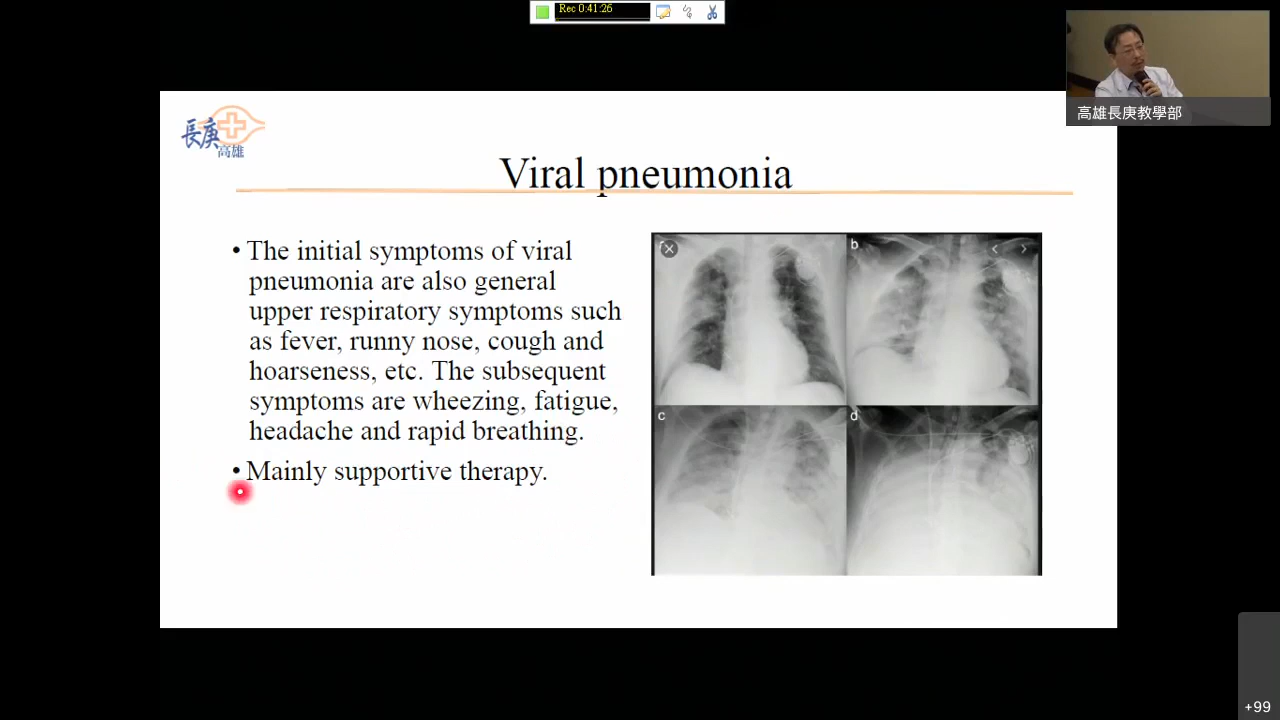 Rec 0:41:26
高雄長庚教學部
長庚
高雄
Viral pneumonia
• The initial symptoms of viral
pneumonia are also general
upper respiratory symptoms such
as fever, runny nose, cough and
hoarseness, etc. The subsequent
symptoms are wheezing, fatigue,
headache and rapid breathing.
• Mainly supportive therapy.
b
c
d
+99